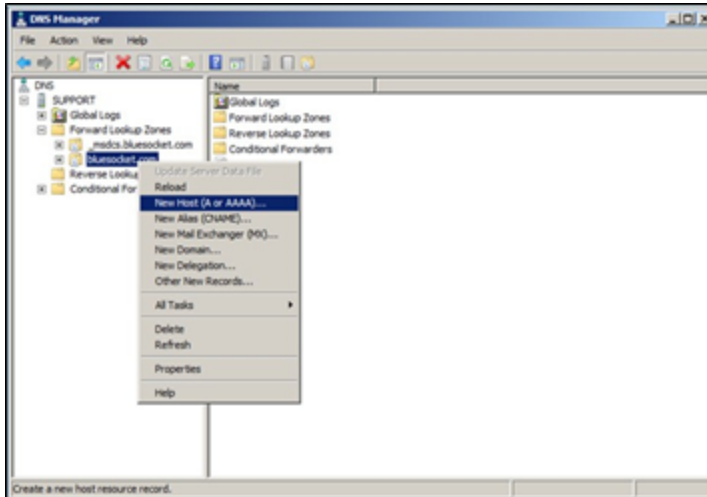 DNS Manager
File Action View Help
DNS
SUPPORT
Global Logs
Forward Lookup Zones
_msdcs.bluesocket.com
bluesocket.com
Reverse Looku
Conditional For
Name
Global Logs
Forward Lookup Zones
Reverse Lookup Zones
Conditional Forwarders
Update Server Data File
Reload
New Host (A or AAAA)...
New Alias (CNAME)...
New Mail Exchanger (MX)...
New Domain...
New Delegation...
Other New Records...
All Tasks
Delete
Refresh
Properties
Help
Create a new host resource record.